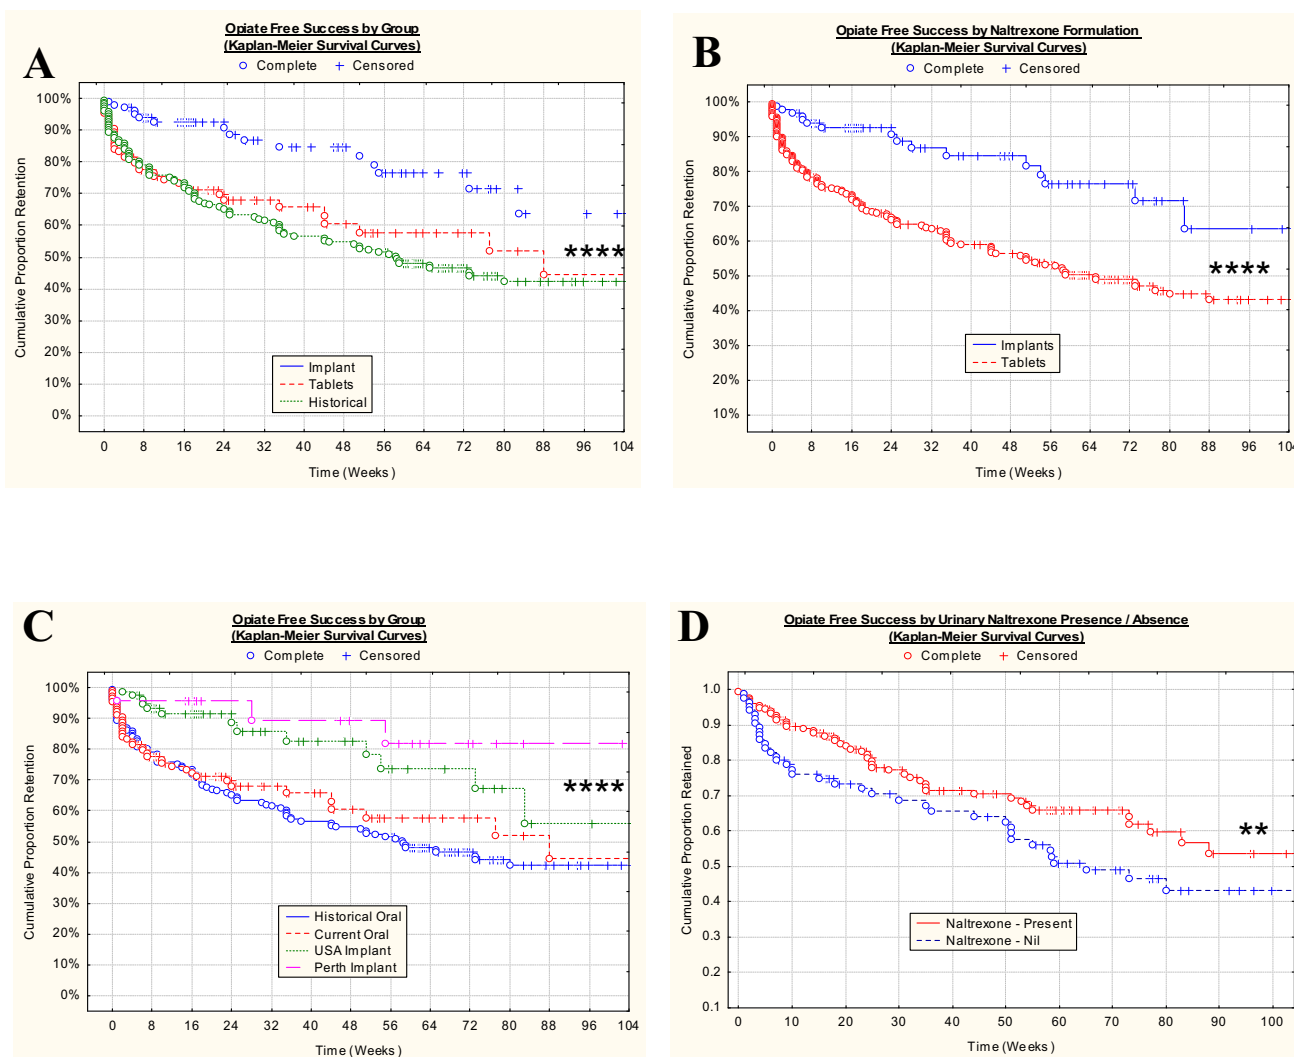 A
Opiate Free Success by Group
(Kaplan-Meier Survival Curves)
Complete Censored
Cumulative Proportion Retention
100%
90%
80%
70%
60%
50%
40%
30%
20%
10%
0%
****
Implant
Tablets
Historical
0 8 16 24 32 40 48 56 64 72 80 88 96 104
Time (Weeks)
B
Opiate Free Success by Naltrexone Formulation
(Kaplan-Meier Survival Curves)
Complete Censored
Cumulative Proportion Retention
100%
90%
80%
70%
60%
50%
40%
30%
20%
10%
****
Implants
Tablets
0 8 16 24 32 40 48 56 64 72 80 88 96 104
Time (Weeks)
C
Opiate Free Success by Group
(Kaplan-Meier Survival Curves)
Complete Censored
Cumulative Proportion Retention
100%
90%
80%
70%
60%
50%
40%
30%
20%
10%
0%
****
Historical Oral
Current Oral
USA Implant
Perth Implant
0 8 16 24 32 40 48 56 64 72 80 88 96 104
Time (Weeks)
D
Opiate Free Success by Urinary Naltrexone Presence / Absence
(Kaplan-Meier Survival Curves)
Complete Censored
Cumulative Proportion Retained
1.0
0.9
0.8
0.7
0.6
0.5
0.4
0.3
0.2
0.1
**
Naltrexone - Present
Naltrexone - Nil
0 10 20 30 40 50 60 70 80 90 100
Time (Weeks)